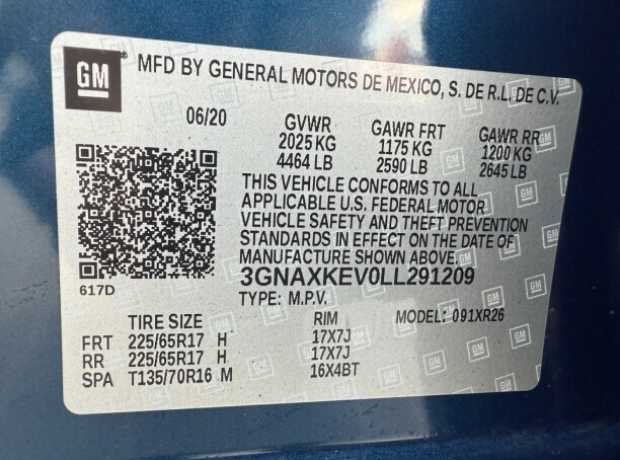 GM
MFD BY GENERAL MOTORS DE MEXICO, S. DE R.L. DE C.V.
06/20 GVWR GAWR FRT GAWR RR
2025 KG 1175 KG 1200 KG
4464 LB 2590 LB 2645 LB
THIS VEHICLE CONFORMS TO ALL
APPLICABLE U.S. FEDERAL MOTOR
VEHICLE SAFETY AND THEFT PREVENTION
STANDARDS IN EFFECT ON THE DATE OF
MANUFACTURE SHOWN ABOVE.
617D 3GNAXKEV0LL291209
TYPE: M.P.V.
TIRE SIZE RIM MODEL: 091XR26
FRT 225/65R17 H 17X7J
RR 225/65R17 H 17X7J
SPA T135/70R16 M 16X4BT